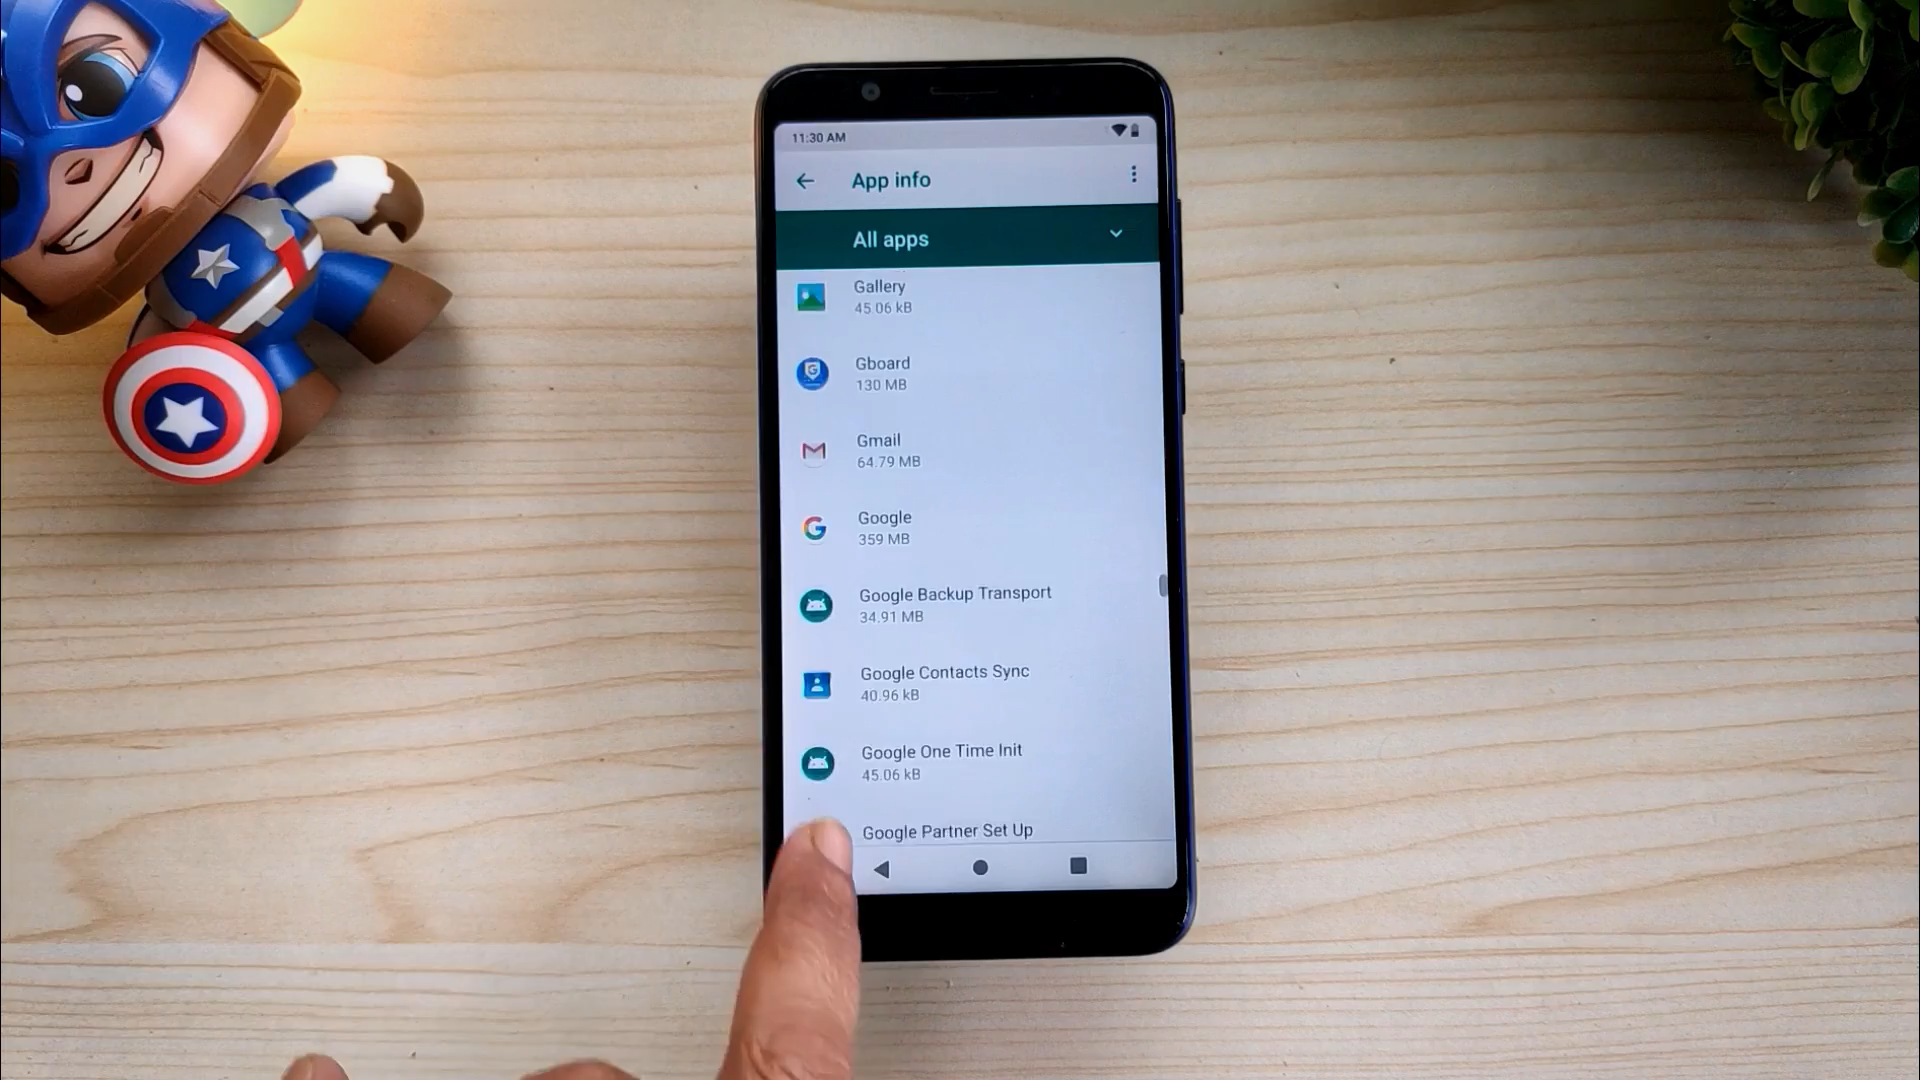 11:30 AM
App info
All apps
Gallery
45.06 kB
Gboard
130 MB
Gmail
64.79 MB
Google
359 MB
Google Backup Transport
34.91 MB
Google Contacts Sync
40.96 kB
Google One Time Init
45.06 kB
Google Partner Set Up